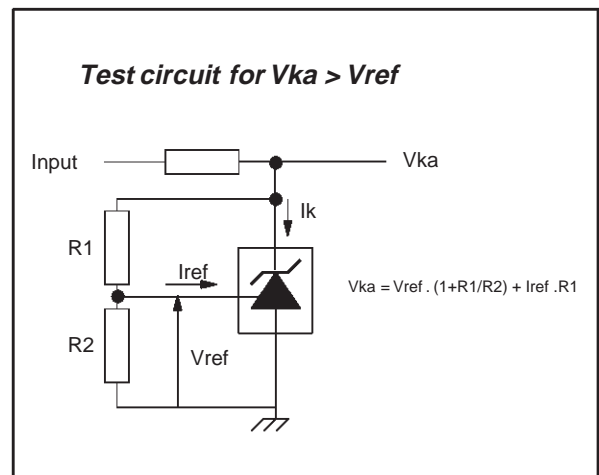 Test circuit for Vka > Vref
Input
Vka
Ik
R1
Iref
Vka = Vref . (1+R1/R2) + Iref .R1
R2
Vref